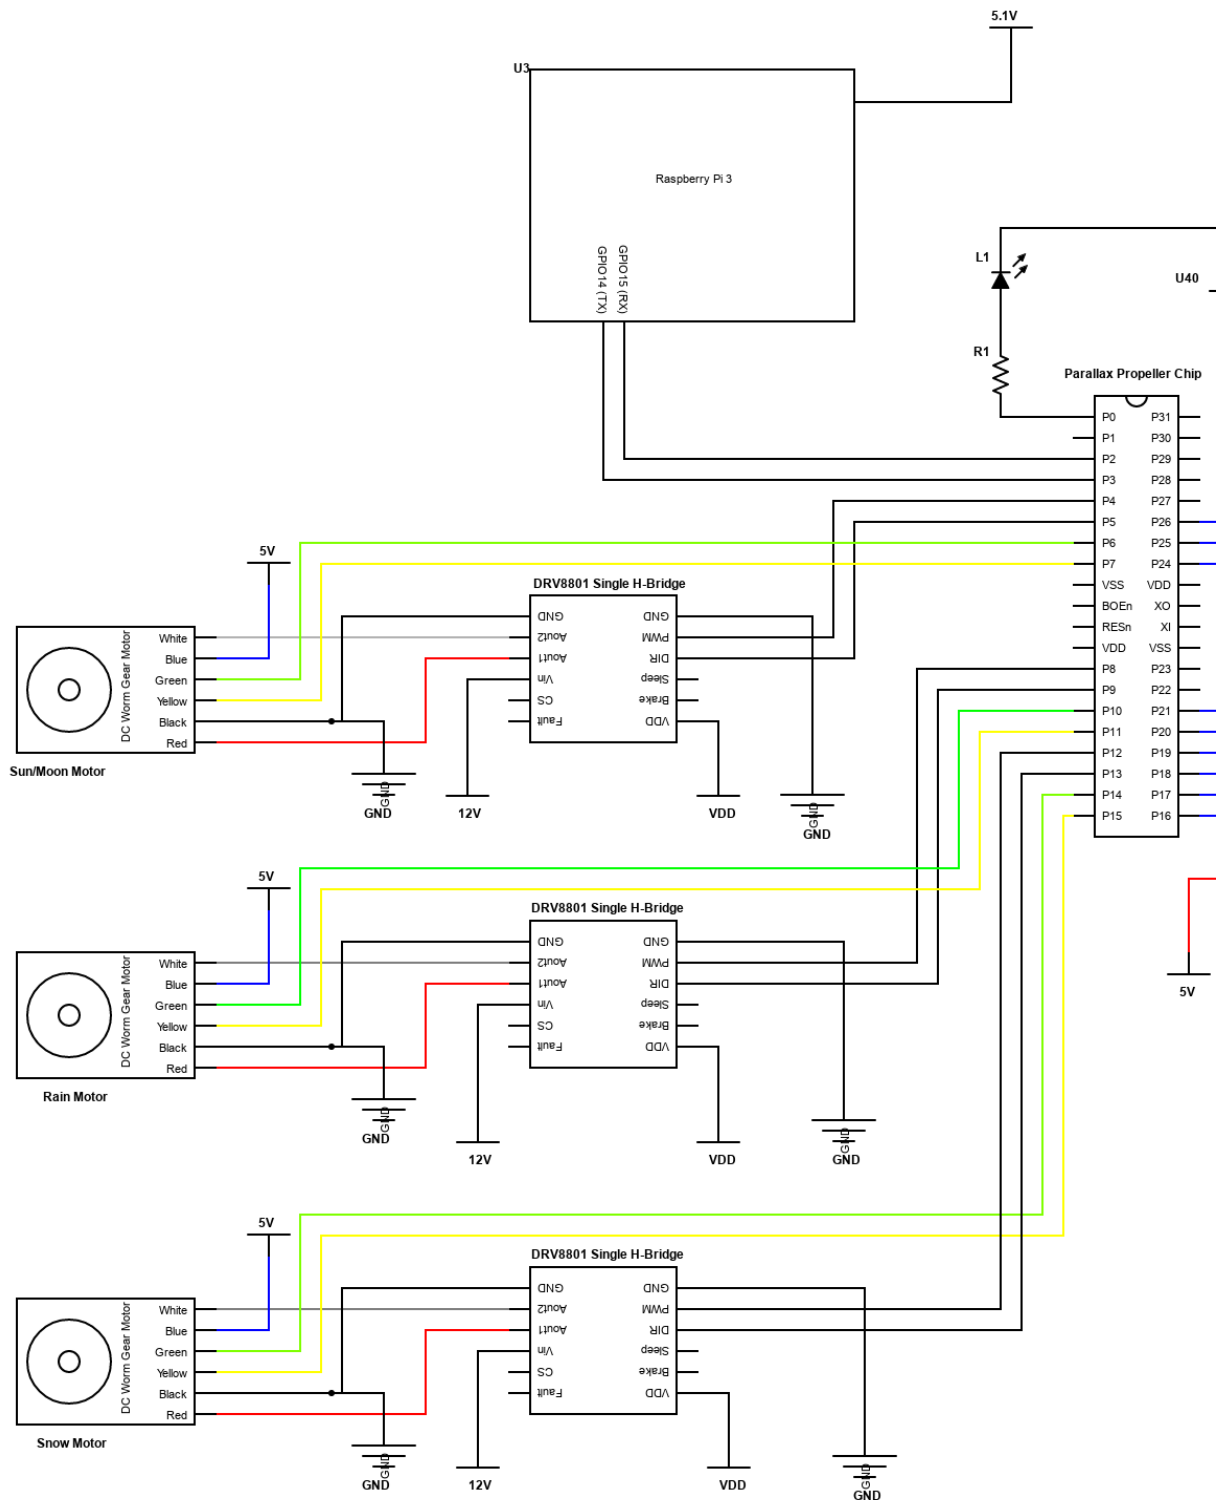 5.1V
U3
Raspberry Pi 3
GPIO14 (TX)
GPIO15 (RX)
L1
U40
R1
Parallax Propeller Chip
P0 P31
P1 P30
P2 P29
P3 P28
P4 P27
P5 P26
P6 P25
P7 P24
VSS VDD
BOEn XO
RESn XI
VDD VSS
P8 P23
P9 P22
P10 P21
P11 P20
P12 P19
P13 P18
P14 P17
P15 P16
5V
5V
DRV8801 Single H-Bridge
GND GND
Aout2 PWM
Aout1 DIR
Vin Sleep
CS Brake
Fault VDD
DC Worm Gear Motor
White
Blue
Green
Yellow
Black
Red
Sun/Moon Motor
GND
GND
12V
VDD
GND
GND
5V
DRV8801 Single H-Bridge
GND GND
Aout2 PWM
Aout1 DIR
Vin Sleep
CS Brake
Fault VDD
DC Worm Gear Motor
White
Blue
Green
Yellow
Black
Red
Rain Motor
GND
GND
12V
VDD
GND
GND
5V
DRV8801 Single H-Bridge
GND GND
Aout2 PWM
Aout1 DIR
Vin Sleep
CS Brake
Fault VDD
DC Worm Gear Motor
White
Blue
Green
Yellow
Black
Red
Snow Motor
GND
GND
12V
VDD
GND
GND